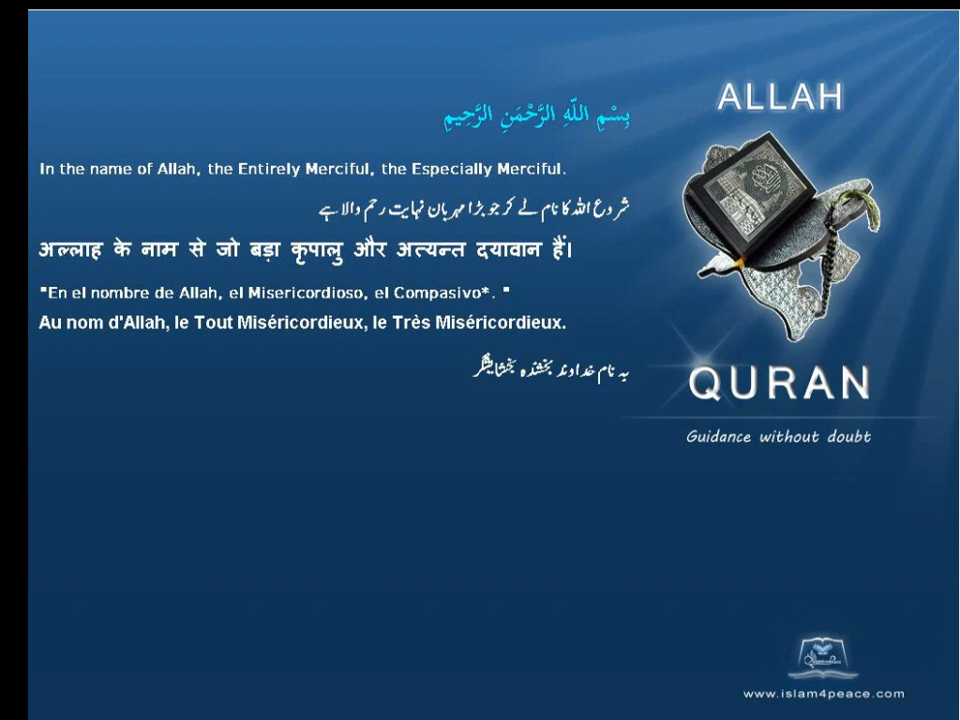 بِسْمِ اللّهِ الرَّحْمَنِ الرَّحِيمِ
In the name of Allah, the Entirely Merciful, the Especially Merciful.
شروع اللہ کا نام لے کر جو بڑا مہربان نہایت رحم والا ہے
अल्लाह के नाम से जो बड़ा कृपालु और अत्यन्त दयावान हैं।
"En el nombre de Allah, el Misericordioso, el Compasivo*. "
Au nom d'Allah, le Tout Miséricordieux, le Très Miséricordieux.
به نام خداوند بخشنده بخشایشگر
ALLAH
QURAN
Guidance without doubt
www.islam4peace.com